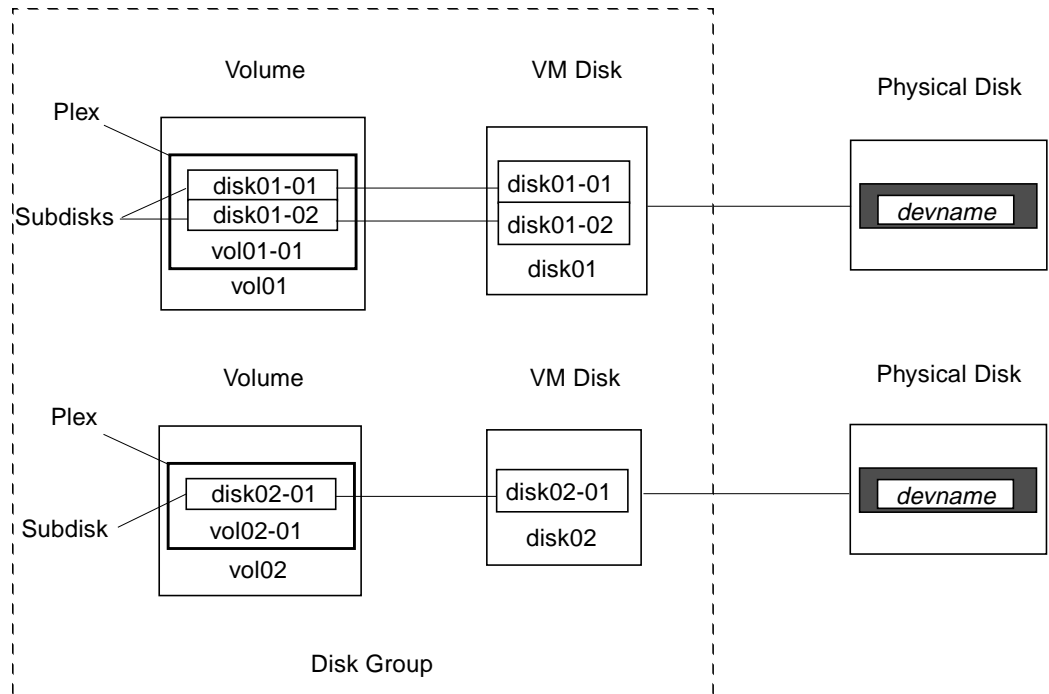 Volume
VM Disk
Physical Disk
Plex
Subdisks
disk01-01
disk01-02
vol01-01
vol01
disk01-01
disk01-02
disk01
devname
Volume
VM Disk
Physical Disk
Plex
Subdisk
disk02-01
vol02-01
vol02
disk02-01
disk02
devname
Disk Group